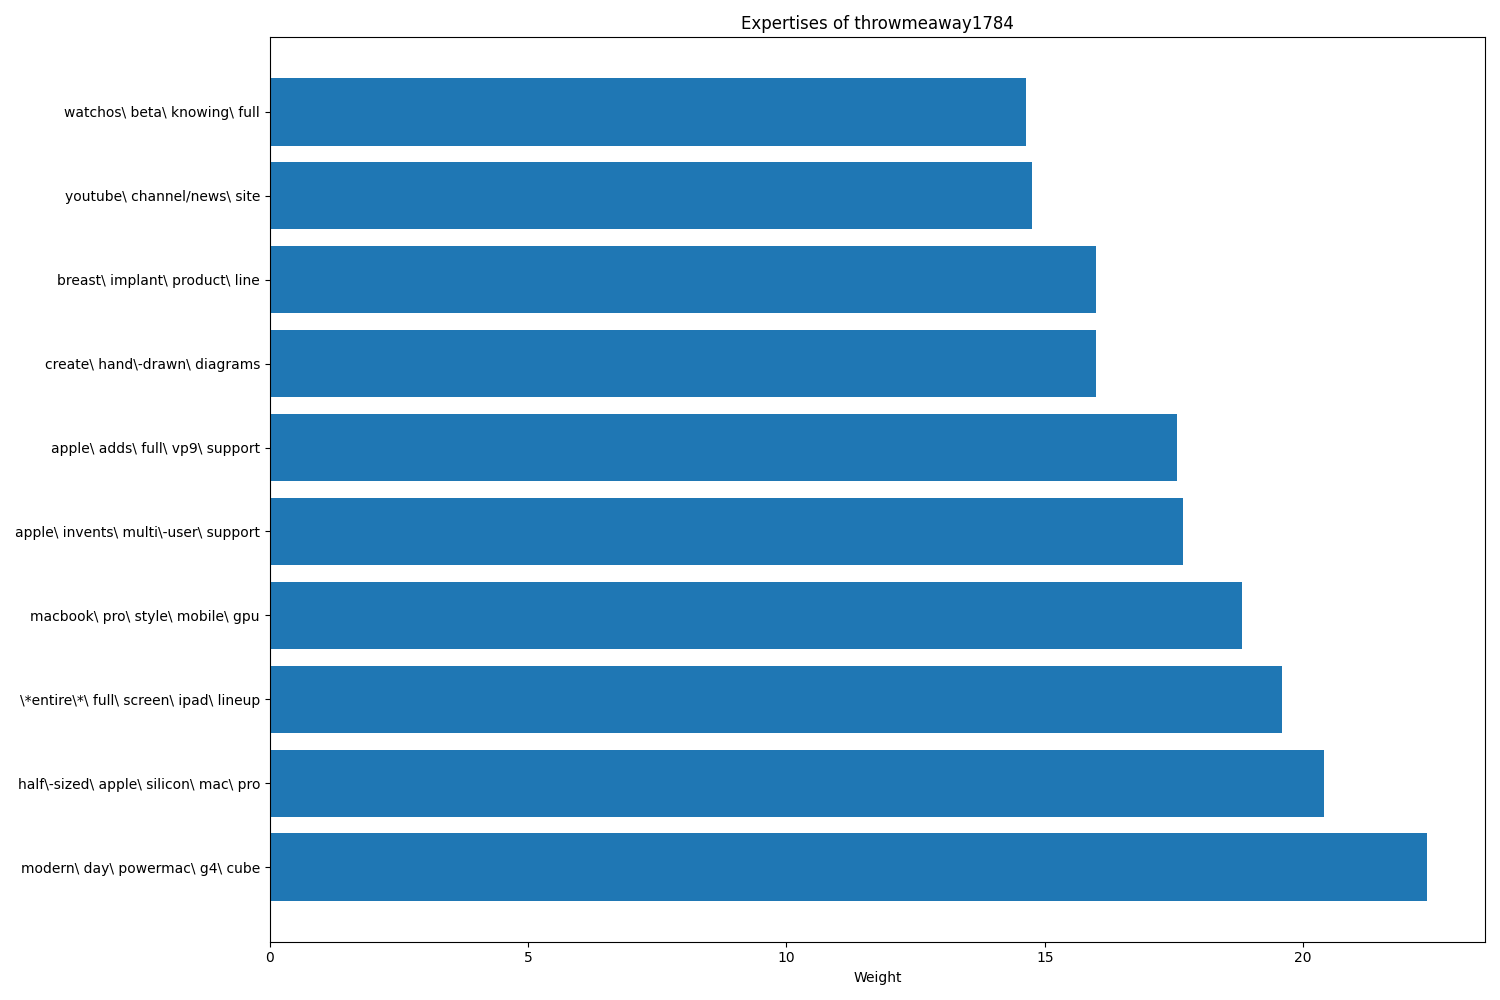 Expertises of throwmeaway1784
watchos\ beta\ knowing\ full
youtube\ channel/news\ site
breast\ implant\ product\ line
create\ hand\-drawn\ diagrams
apple\ adds\ full\ vp9\ support
apple\ invents\ multi\-user\ support
macbook\ pro\ style\ mobile\ gpu
\*entire\*\ full\ screen\ ipad\ lineup
half\-sized\ apple\ silicon\ mac\ pro
modern\ day\ powermac\ g4\ cube
0 5 10 15 20
Weight